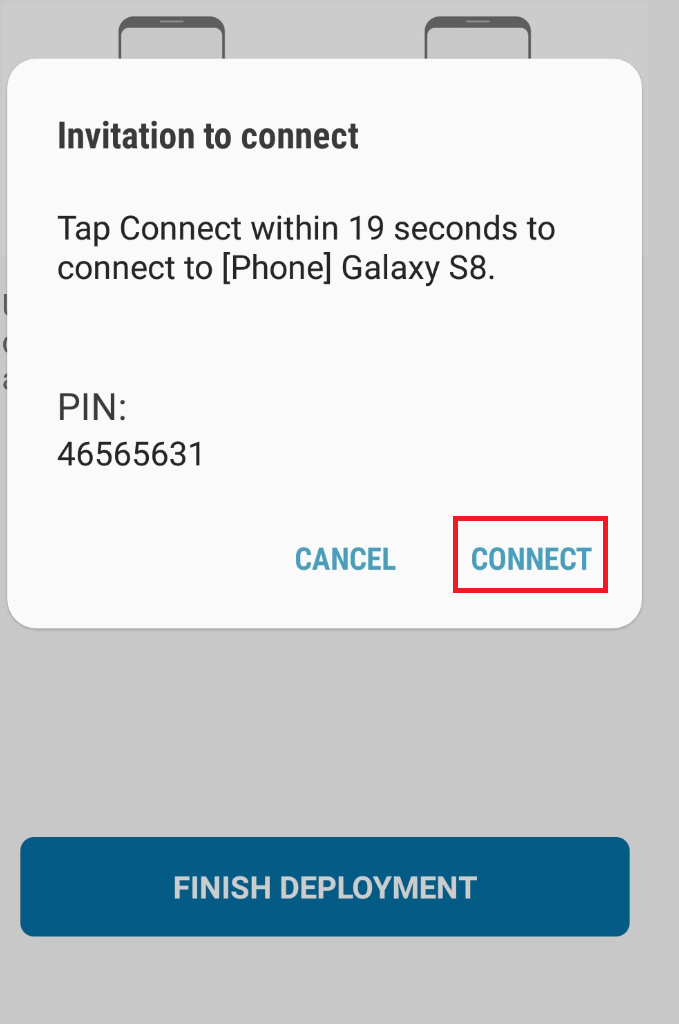 Invitation to connect
Tap Connect within 19 seconds to
connect to [Phone] Galaxy S8.
PIN:
46565631
CANCEL CONNECT
FINISH DEPLOYMENT